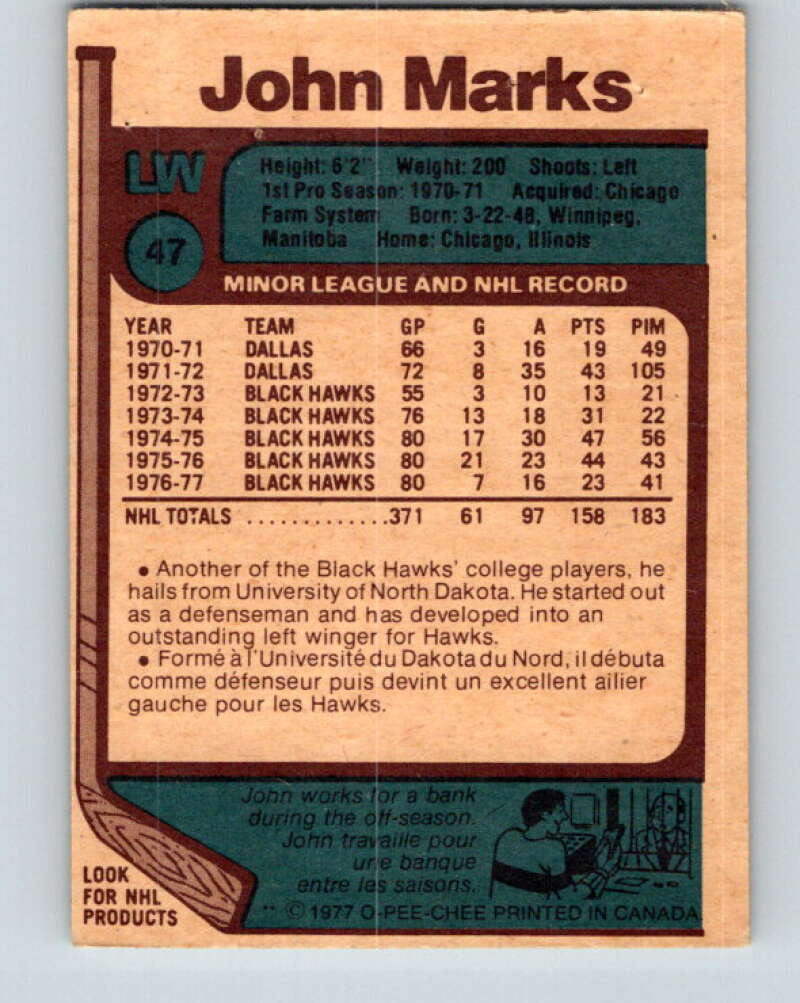 John Marks
LW
47
Height: 6'2" Weight: 200 Shoots: Left
1st Pro Season: 1970-71 Acquired: Chicago
Farm System Born: 3-22-48, Winnipeg,
Manitoba Home: Chicago, Illinois
MINOR LEAGUE AND NHL RECORD
YEAR TEAM GP G A PTS PIM
1970-71 DALLAS 66 3 16 19 49
1971-72 DALLAS 72 8 35 43 105
1972-73 BLACK HAWKS 55 3 10 13 21
1973-74 BLACK HAWKS 76 13 18 31 22
1974-75 BLACK HAWKS 80 17 30 47 56
1975-76 BLACK HAWKS 80 21 23 44 43
1976-77 BLACK HAWKS 80 7 16 23 41
NHL TOTALS .............371 61 97 158 183
• Another of the Black Hawks' college players, he
hails from University of North Dakota. He started out
as a defenseman and has developed into an
outstanding left winger for Hawks.
• Formé à l'Université du Dakota du Nord, il débuta
comme défenseur puis devint un excellent ailier
gauche pour les Hawks.
John works for a bank
during the off-season.
John travaille pour
une banque
entre les saisons.
LOOK
FOR NHL
PRODUCTS
** © 1977 O-PEE-CHEE PRINTED IN CANADA